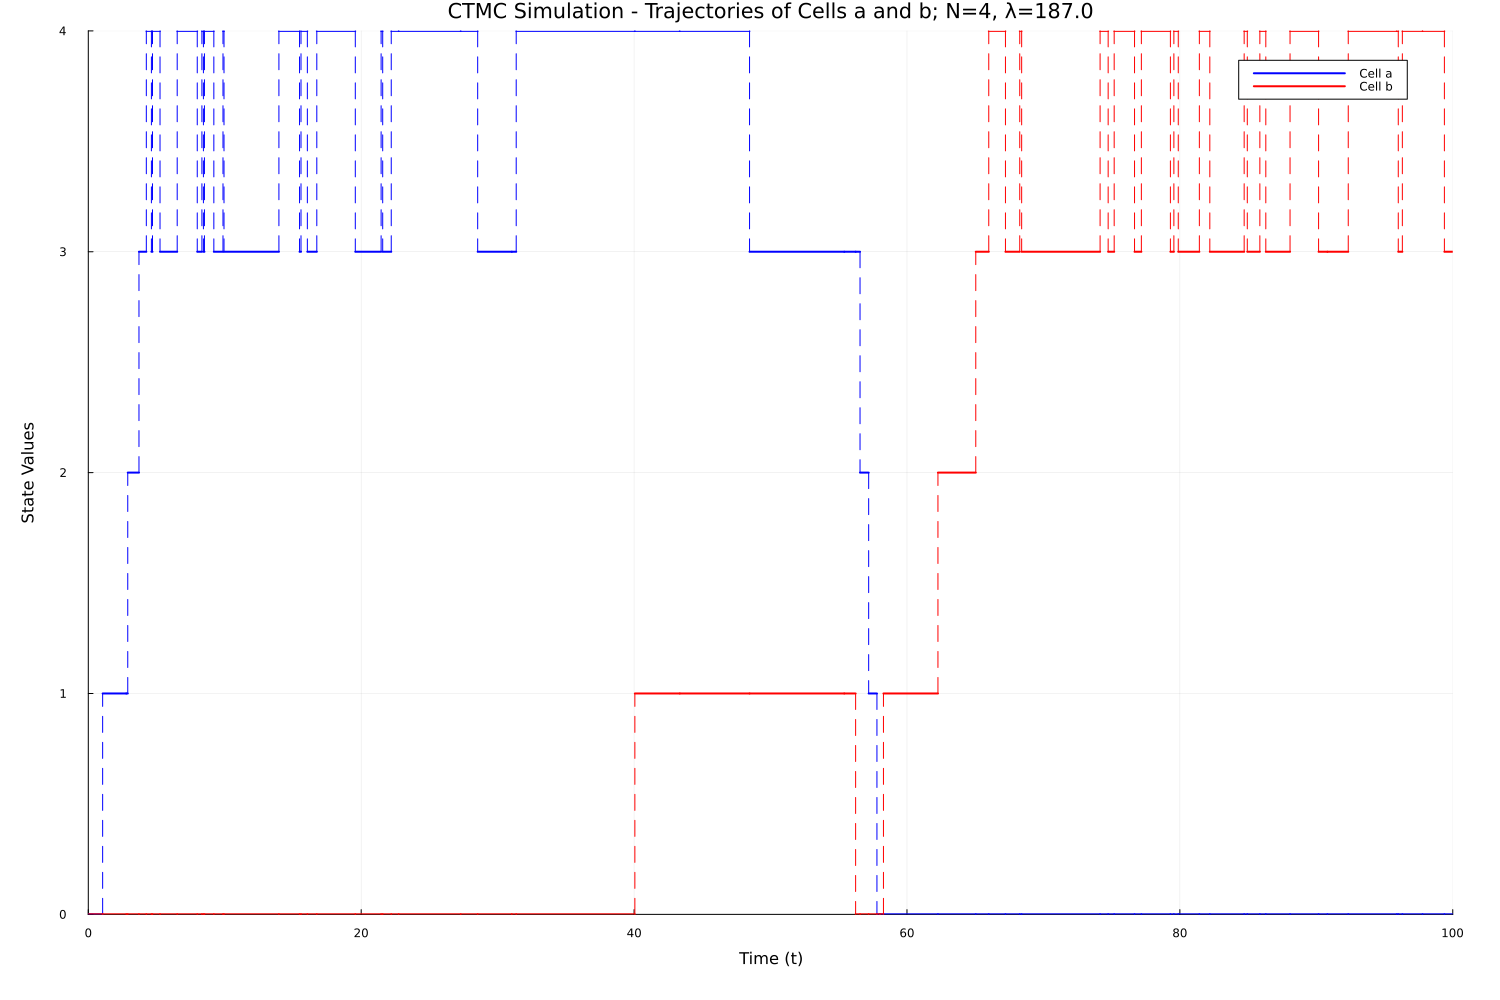 CTMC Simulation - Trajectories of Cells a and b; N=4, λ=187.0
4
Cell a
Cell b
3
State Values
2
1
0
0 20 40 60 80 100
Time (t)